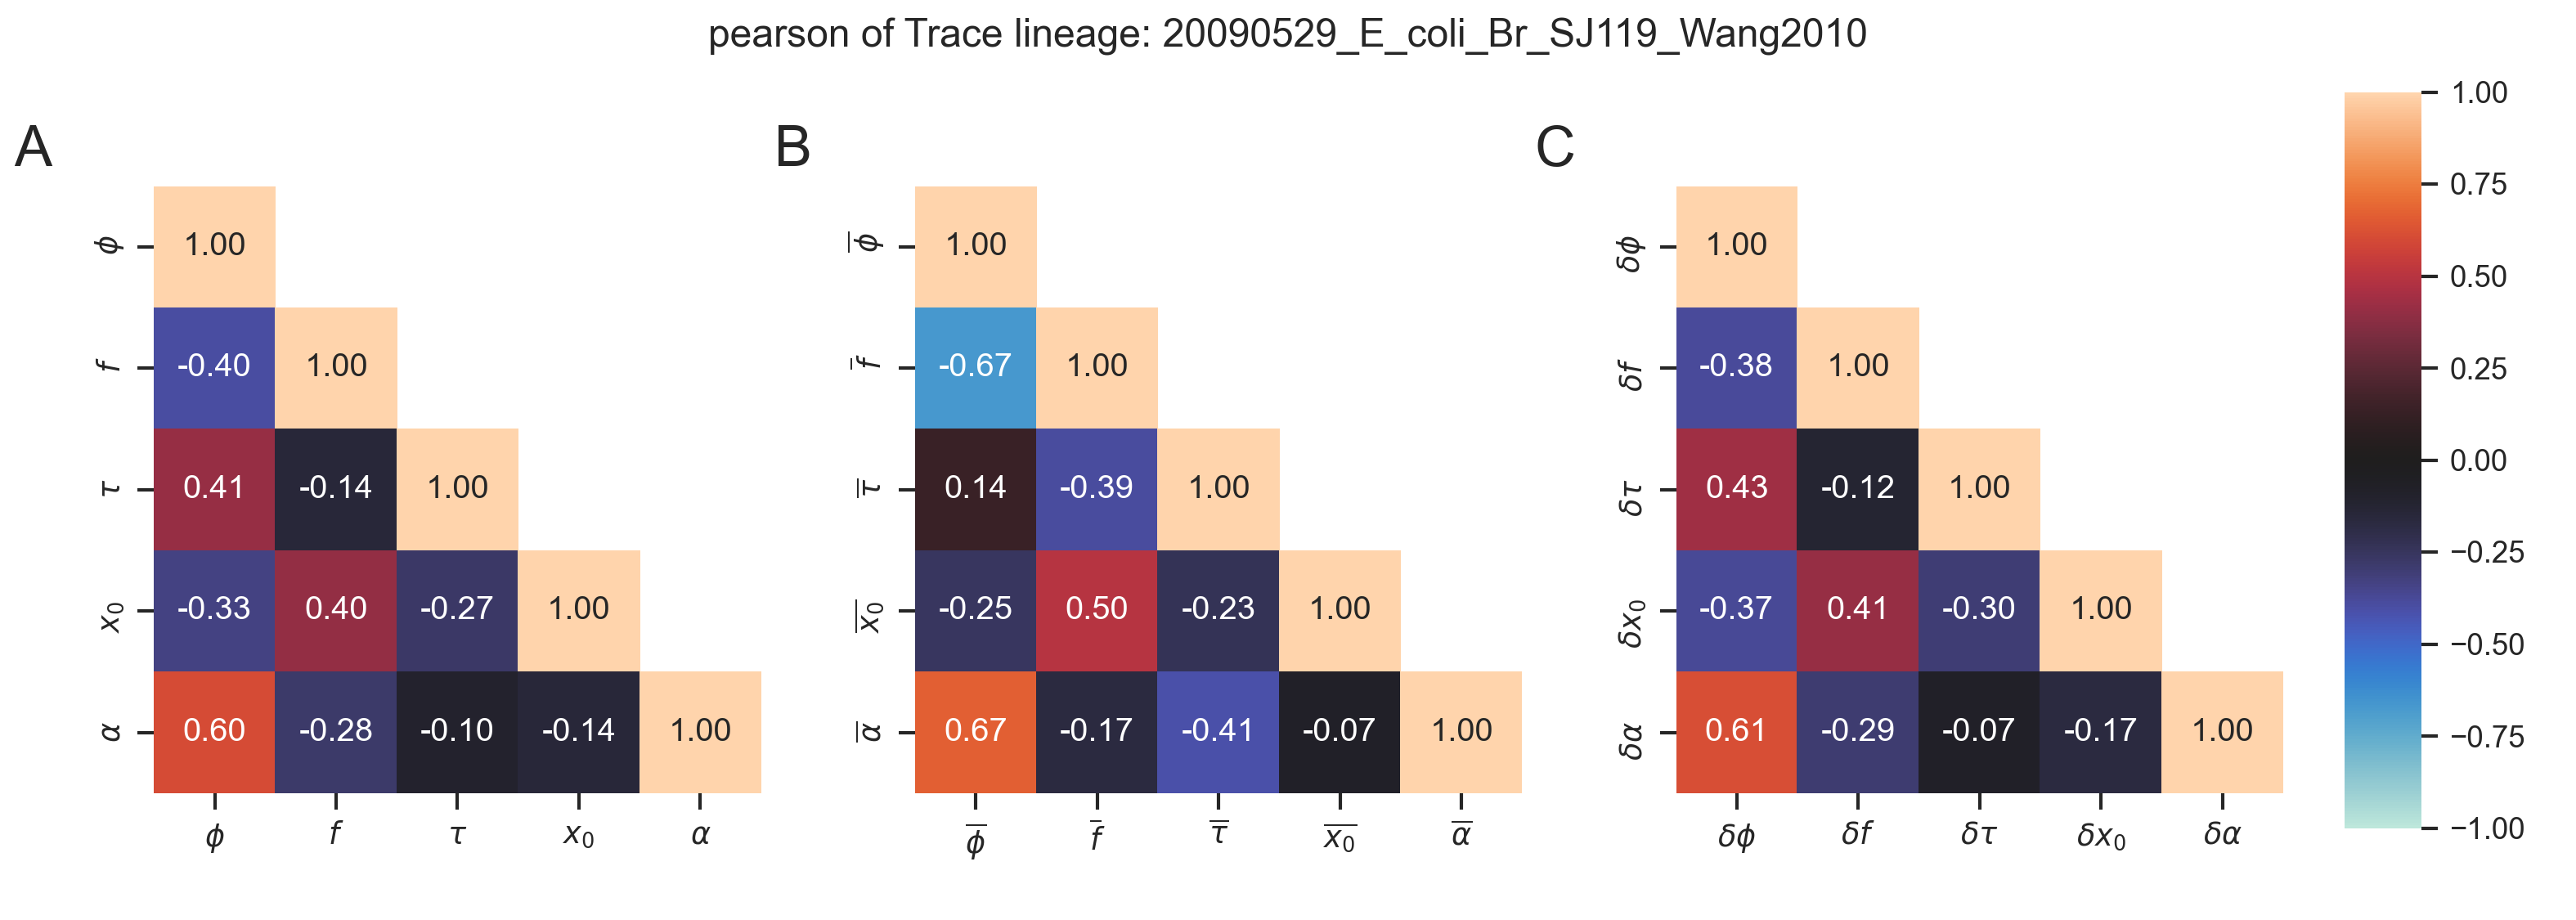 pearson of Trace lineage: 20090529_E_coli_Br_SJ119_Wang2010
A
ϕ 1.00
f -0.40 1.00
τ 0.41 -0.14 1.00
x₀ -0.33 0.40 -0.27 1.00
α 0.60 -0.28 -0.10 -0.14 1.00
ϕ f τ x₀ α
B
ϕ̅ 1.00
f̅ -0.67 1.00
τ̅ 0.14 -0.39 1.00
x̅₀̅ -0.25 0.50 -0.23 1.00
α̅ 0.67 -0.17 -0.41 -0.07 1.00
ϕ̅ f̅ τ̅ x̅₀̅ α̅
C
δϕ 1.00
δf -0.38 1.00
δτ 0.43 -0.12 1.00
δx₀ -0.37 0.41 -0.30 1.00
δα 0.61 -0.29 -0.07 -0.17 1.00
δϕ δf δτ δx₀ δα
1.00
0.75
0.50
0.25
0.00
−0.25
−0.50
−0.75
−1.00